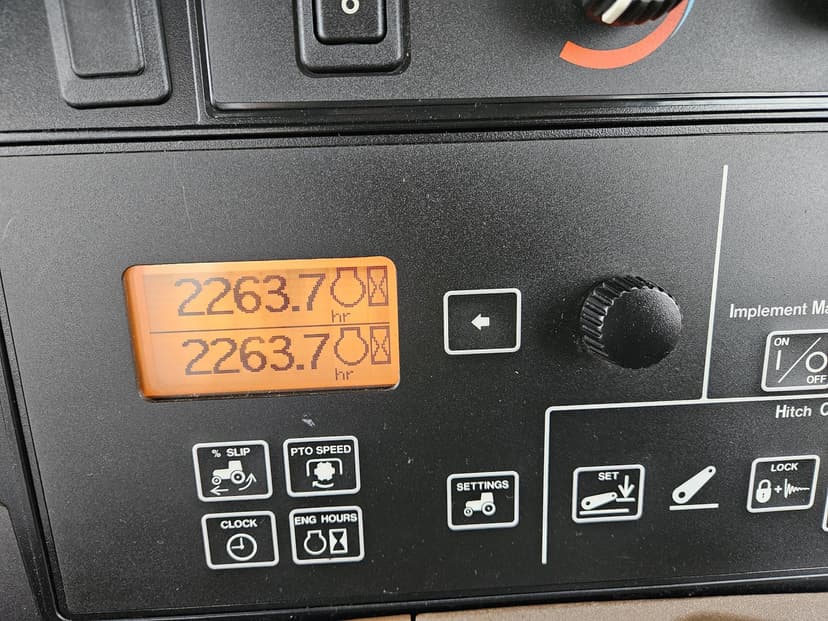 0
2263.7
hr
2263.7
hr
Implement
ON
I/O
OFF
Hitch
% SLIP
PTO SPEED
SETTINGS
SET
LOCK
CLOCK
ENG HOURS